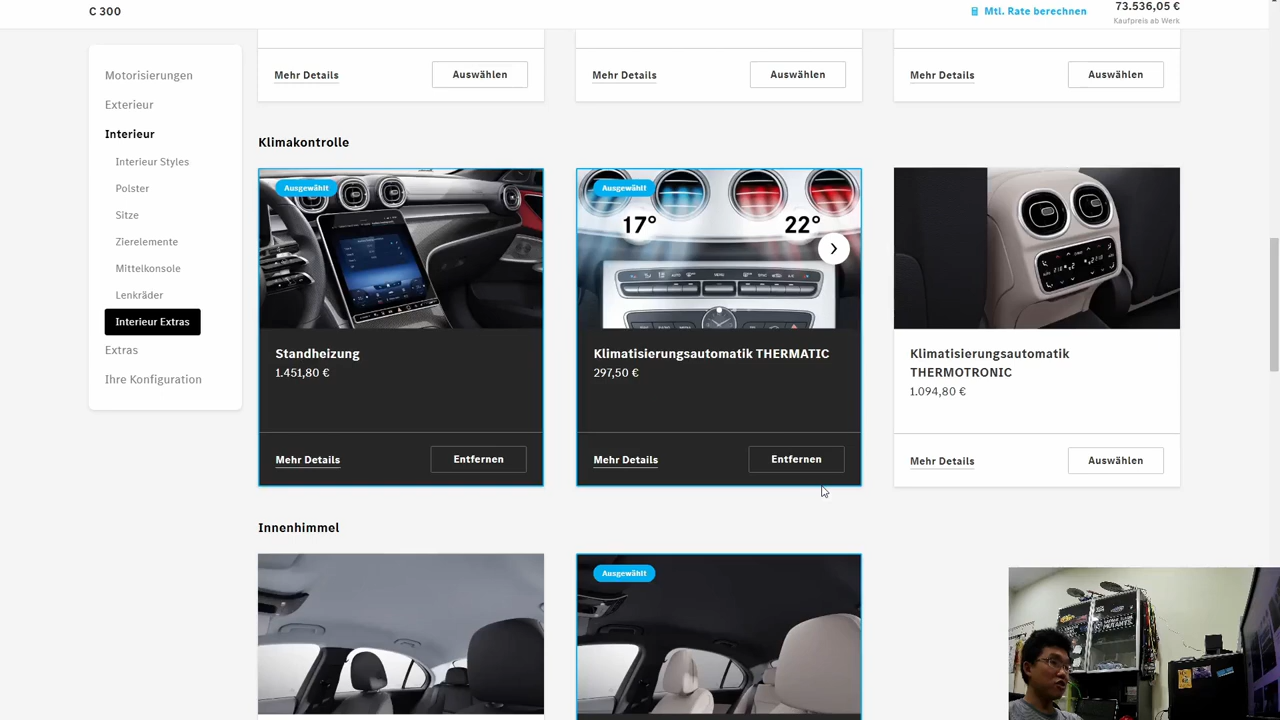 C 300
Mtl. Rate berechnen
73.536,05 €
Kaufpreis ab Werk
Motorisierungen
Exterieur
Interieur
Interieur Styles
Polster
Sitze
Zierelemente
Mittelkonsole
Lenkräder
Interieur Extras
Extras
Ihre Konfiguration
Mehr Details
Auswählen
Mehr Details
Auswählen
Mehr Details
Auswählen
Klimakontrolle
Ausgewählt
Standheizung
1.451,80 €
Mehr Details
Entfernen
Ausgewählt
17°
22°
Klimatisierungsautomatik THERMATIC
297,50 €
Mehr Details
Entfernen
Klimatisierungsautomatik
THERMOTRONIC
1.094,80 €
Mehr Details
Auswählen
Innenhimmel
Ausgewählt